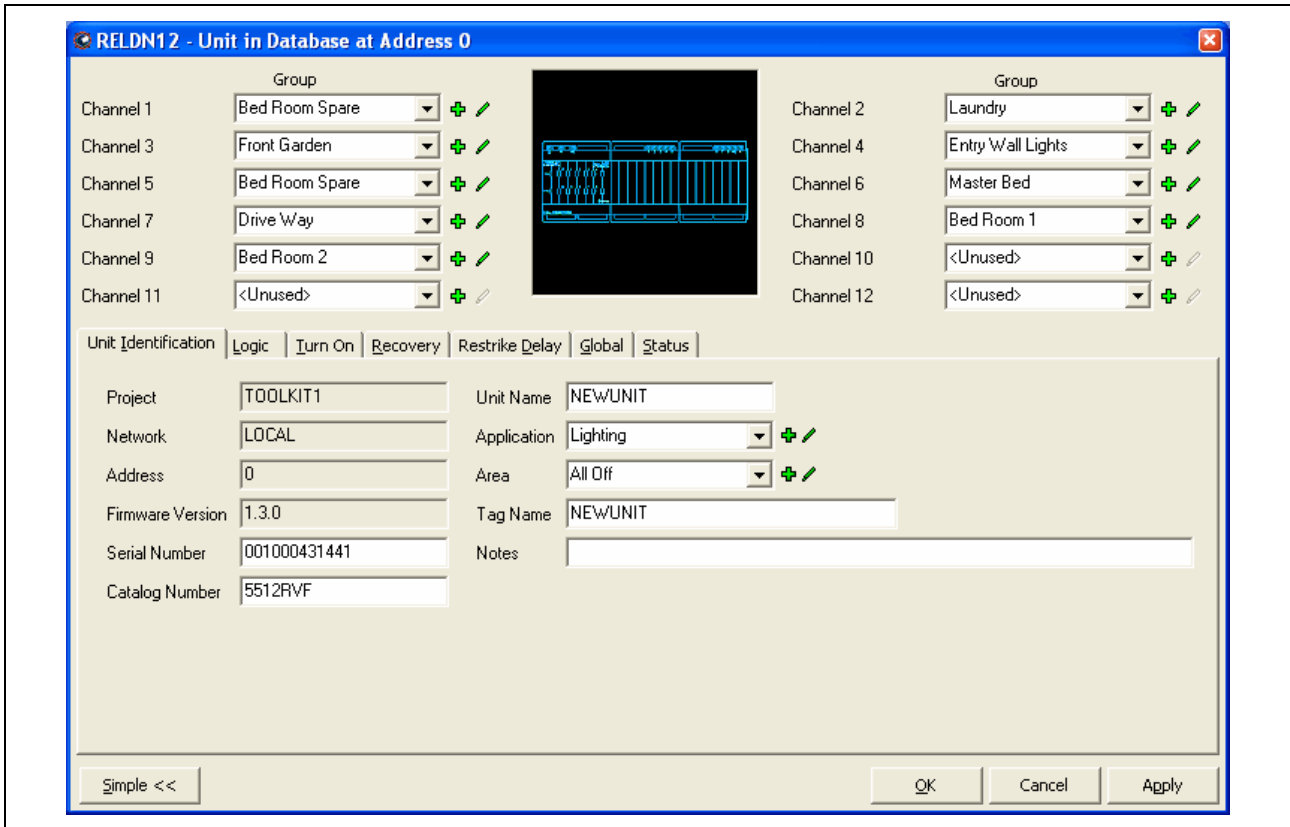 RELDN12 - Unit in Database at Address 0
Group Group
Channel 1 Bed Room Spare Channel 2 Laundry
Channel 3 Front Garden Channel 4 Entry Wall Lights
Channel 5 Bed Room Spare Channel 6 Master Bed
Channel 7 Drive Way Channel 8 Bed Room 1
Channel 9 Bed Room 2 Channel 10 <Unused>
Channel 11 <Unused> Channel 12 <Unused>
Unit Identification Logic Turn On Recovery Restrike Delay Global Status
Project TOOLKIT1 Unit Name NEWUNIT
Network LOCAL Application Lighting
Address 0 Area All Off
Firmware Version 1.3.0 Tag Name NEWUNIT
Serial Number 001000431441 Notes
Catalog Number 5512RVF
Simple << OK Cancel Apply